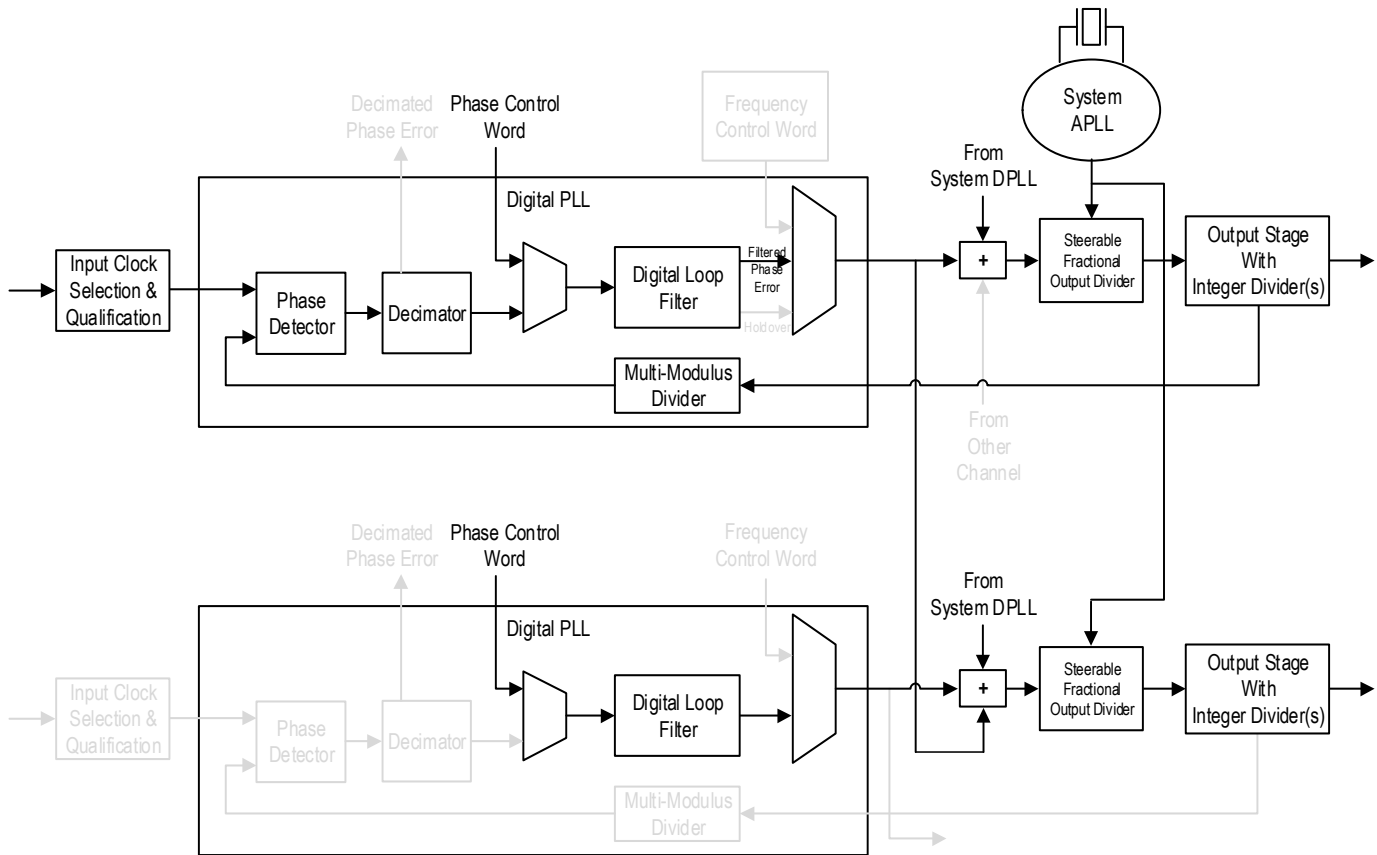 System
APLL
Decimated
Phase Error
Phase Control
Word
Frequency
Control Word
From
System DPLL
Digital PLL
Input Clock
Selection &
Qualification
Phase
Detector
Decimator
Digital Loop
Filter
Filtered
Phase
Error
Holdover
+
Steerable
Fractional
Output Divider
Output Stage
With
Integer Divider(s)
Multi-Modulus
Divider
From
Other
Channel
Decimated
Phase Error
Phase Control
Word
Frequency
Control Word
From
System DPLL
Digital PLL
Input Clock
Selection &
Qualification
Phase
Detector
Decimator
Digital Loop
Filter
+
Steerable
Fractional
Output Divider
Output Stage
With
Integer Divider(s)
Multi-Modulus
Divider